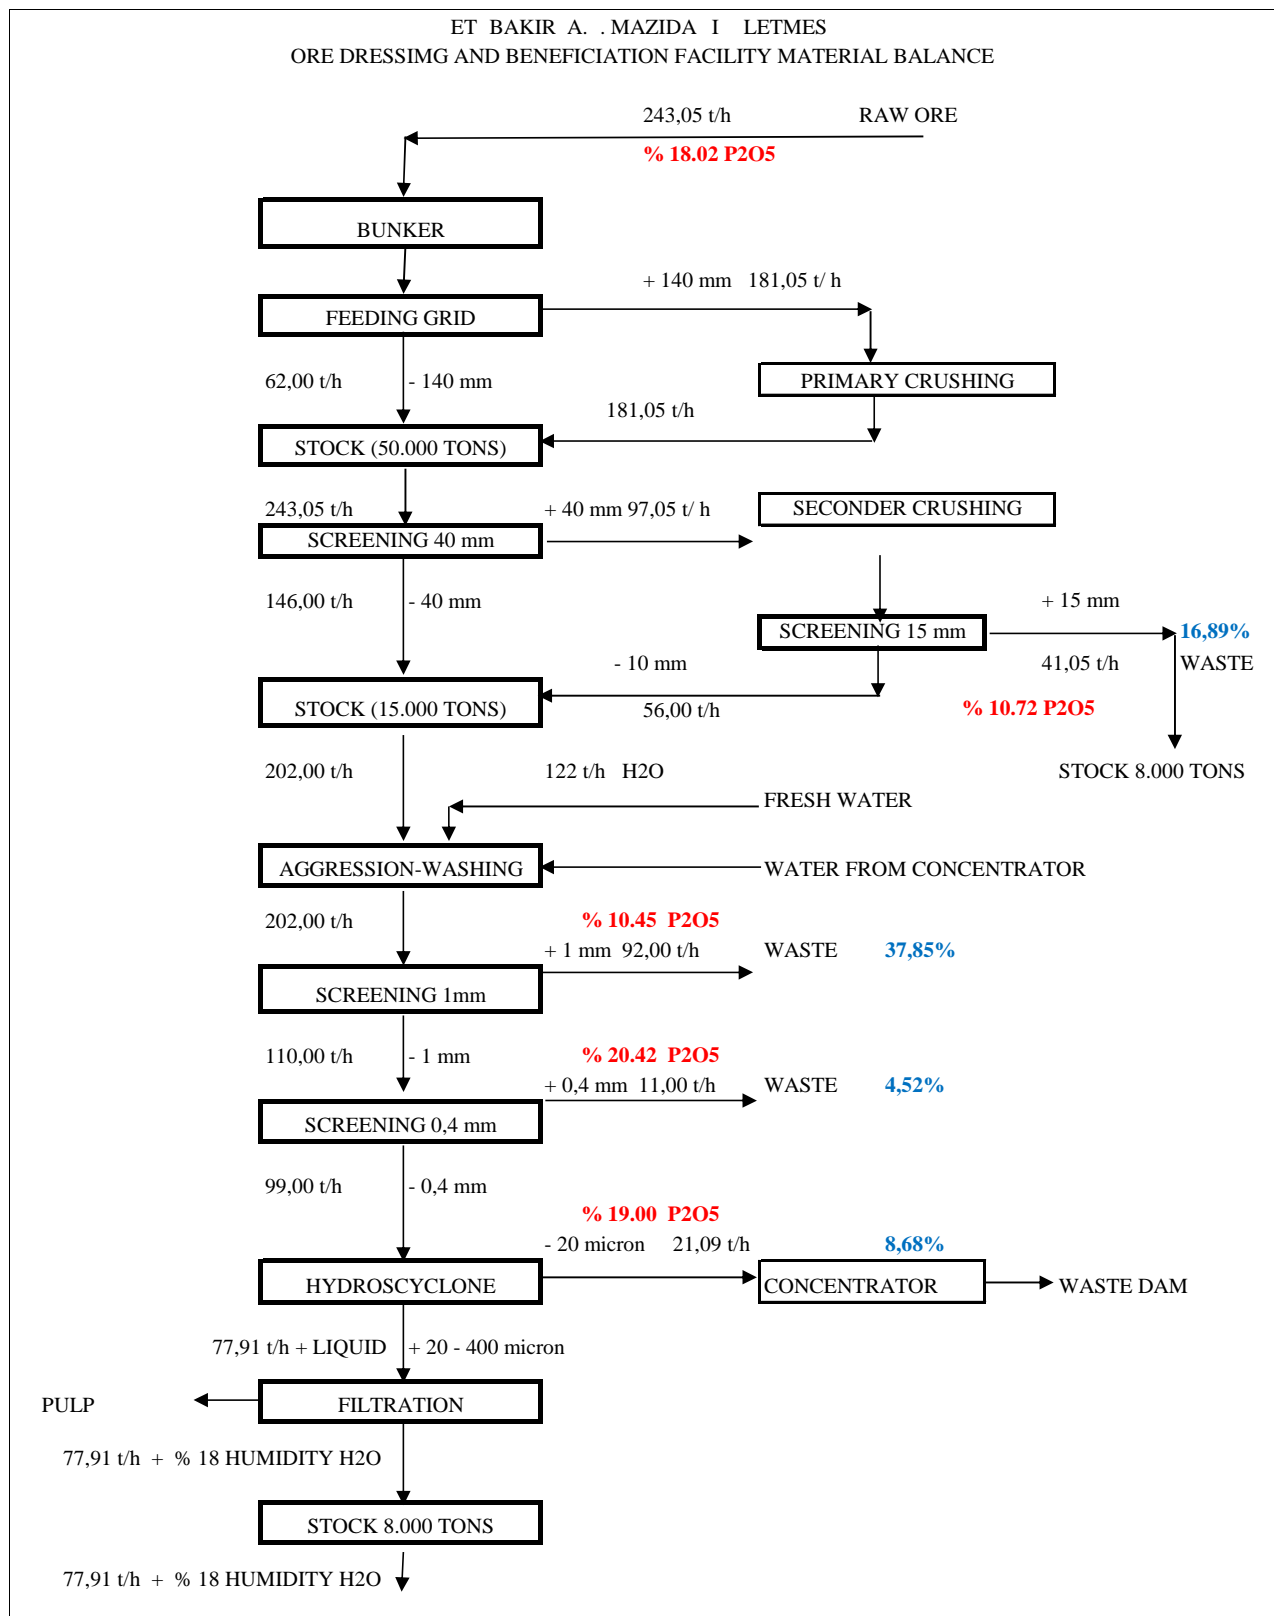 ET BAKIR A. . MAZIDA I LETMES
ORE DRESSIMG AND BENEFICIATION FACILITY MATERIAL BALANCE
243,05 t/h RAW ORE
% 18.02 P2O5
BUNKER
+ 140 mm 181,05 t/ h
FEEDING GRID
62,00 t/h - 140 mm
PRIMARY CRUSHING
181,05 t/h
STOCK (50.000 TONS)
243,05 t/h + 40 mm 97,05 t/ h
SECONDER CRUSHING
SCREENING 40 mm
146,00 t/h - 40 mm
+ 15 mm
SCREENING 15 mm
16,89%
- 10 mm
41,05 t/h WASTE
STOCK (15.000 TONS)
56,00 t/h
% 10.72 P2O5
202,00 t/h
122 t/h H2O
STOCK 8.000 TONS
FRESH WATER
AGGRESSION-WASHING
WATER FROM CONCENTRATOR
202,00 t/h
% 10.45 P2O5
+ 1 mm 92,00 t/h WASTE 37,85%
SCREENING 1mm
110,00 t/h - 1 mm
% 20.42 P2O5
+ 0,4 mm 11,00 t/h WASTE 4,52%
SCREENING 0,4 mm
99,00 t/h - 0,4 mm
% 19.00 P2O5
- 20 micron 21,09 t/h 8,68%
HYDROSCYCLONE
CONCENTRATOR
WASTE DAM
77,91 t/h + LIQUID + 20 - 400 micron
PULP
FILTRATION
77,91 t/h + % 18 HUMIDITY H2O
STOCK 8.000 TONS
77,91 t/h + % 18 HUMIDITY H2O